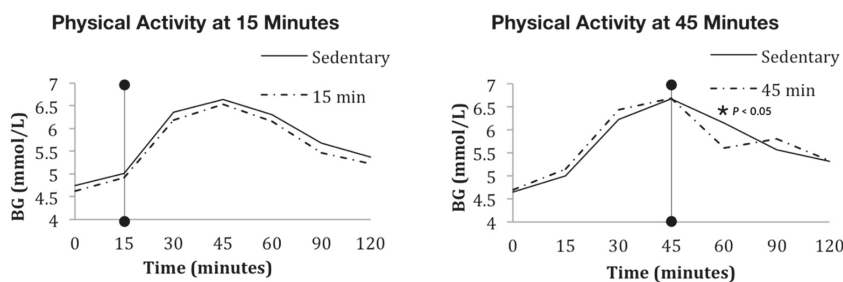 Physical Activity at 15 Minutes
Sedentary
15 min
7
6.5
6
5.5
5
4.5
4
BG (mmol/L)
0 15 30 45 60 90 120
Time (minutes)
Physical Activity at 45 Minutes
Sedentary
45 min
* P < 0.05
7
6.5
6
5.5
5
4.5
4
BG (mmol/L)
0 15 30 45 60 90 120
Time (minutes)